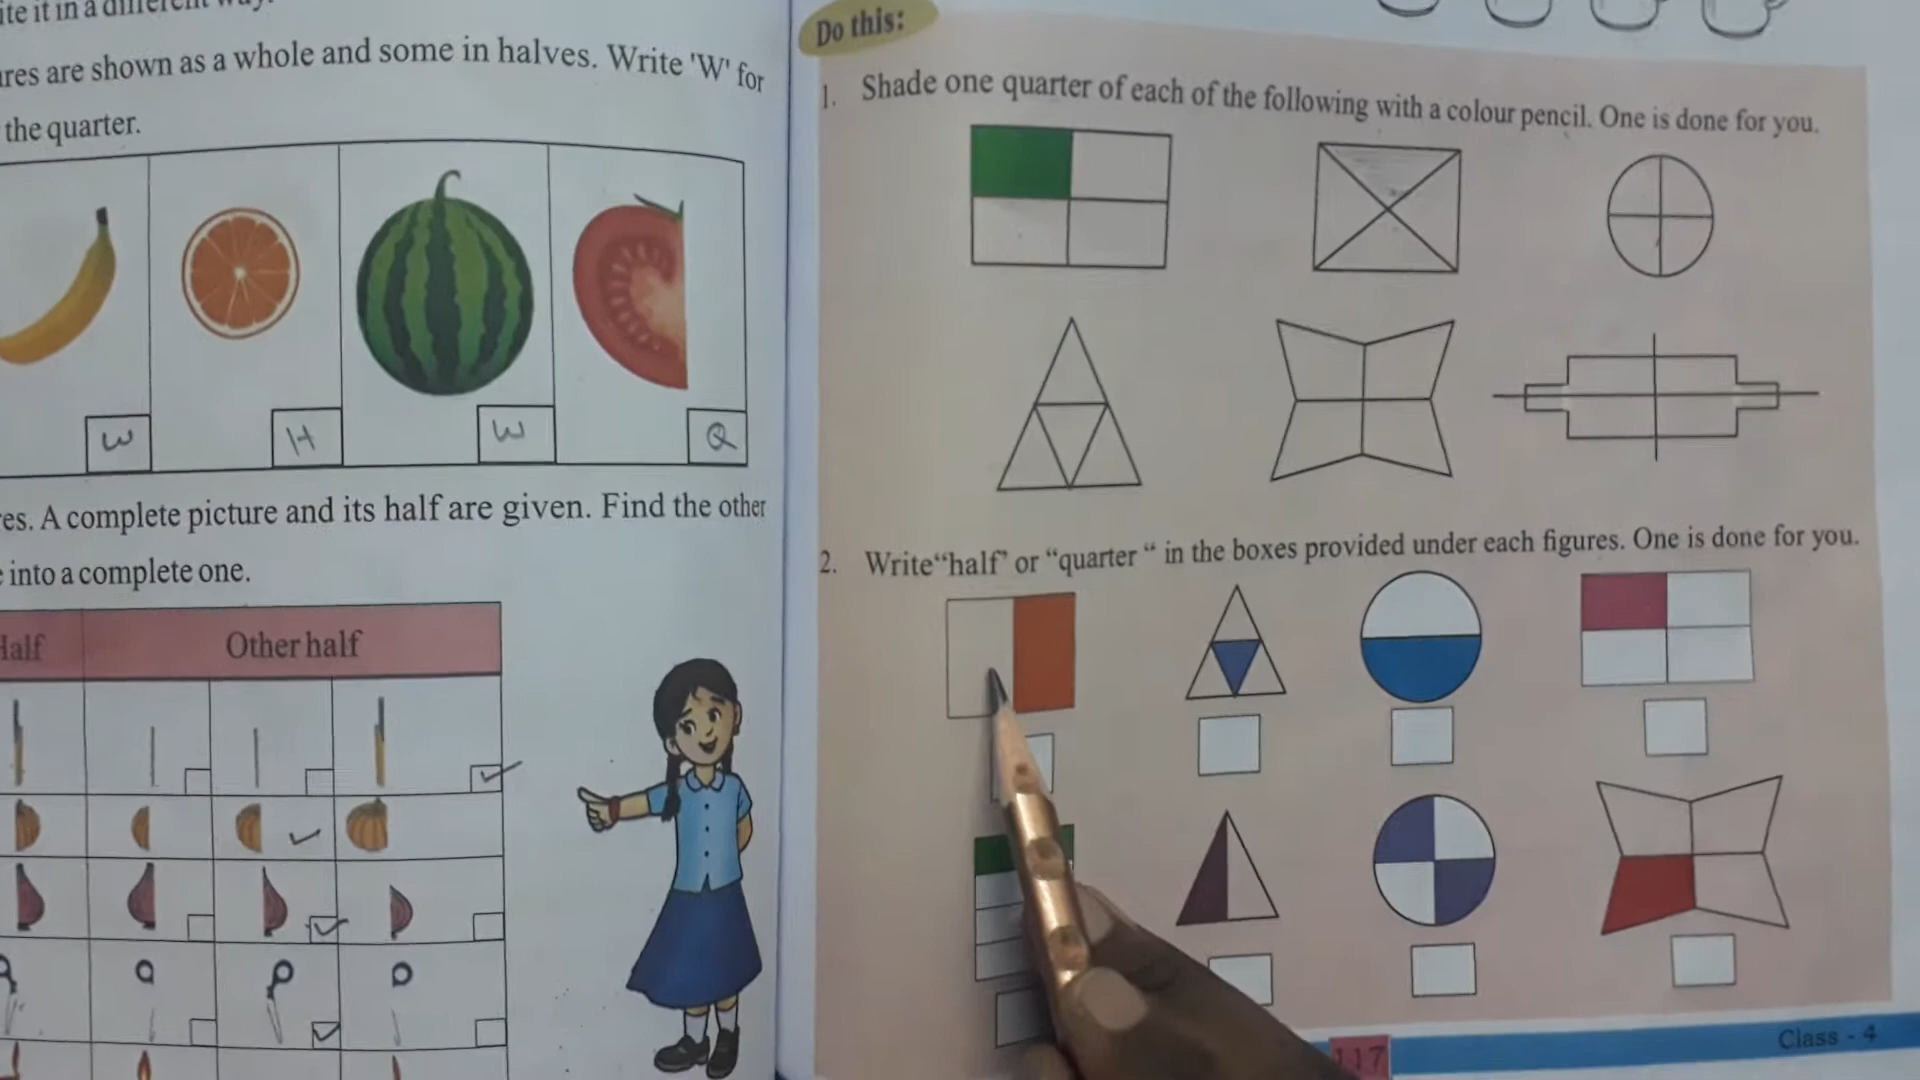 ite it in a different way.
ures are shown as a whole and some in halves. Write 'W' for
the quarter.
W H W Q
res. A complete picture and its half are given. Find the other
into a complete one.
Half Other half
Do this:
1. Shade one quarter of each of the following with a colour pencil. One is done for you.
2. Write“half’ or “quarter “ in the boxes provided under each figures. One is done for you.
117 Class - 4